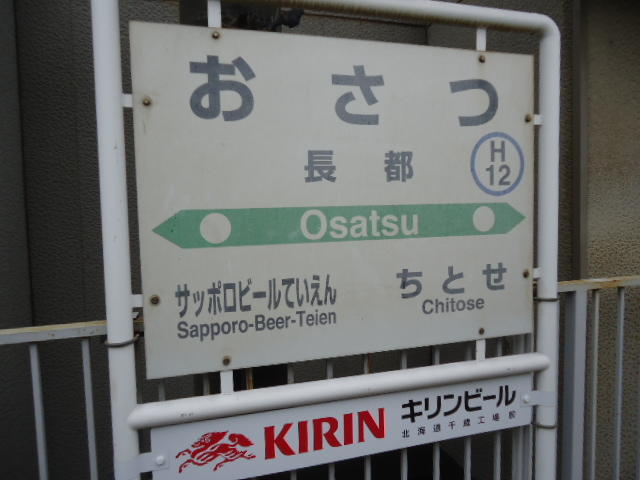 おさつ
長都
H
12
Osatsu
サッポロビールていえん
Sapporo-Beer-Teien
ちとせ
Chitose
KIRIN
キリンビール
北海道千歳工場